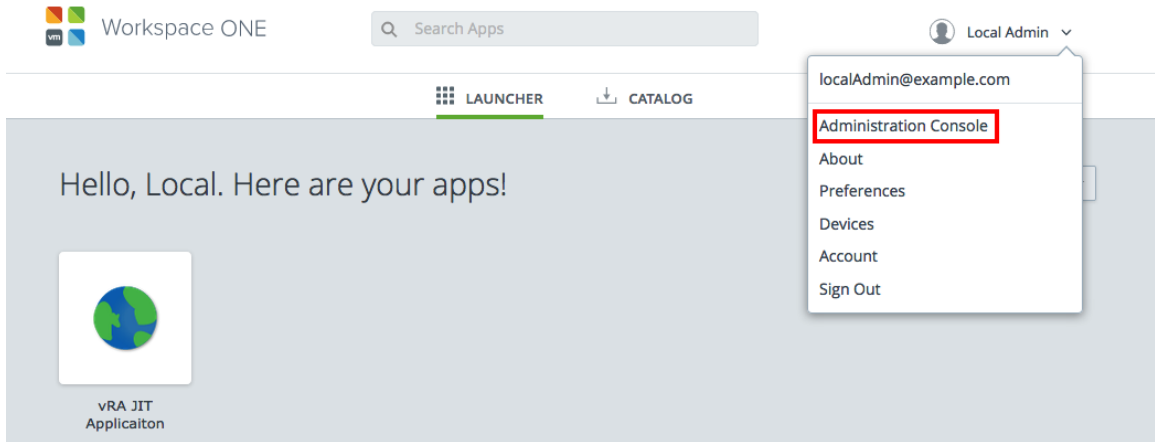 vm Workspace ONE
Search Apps
Local Admin
localAdmin@example.com
Administration Console
About
Preferences
Devices
Account
Sign Out
LAUNCHER
CATALOG
Hello, Local. Here are your apps!
vRA JIT
Applicaiton